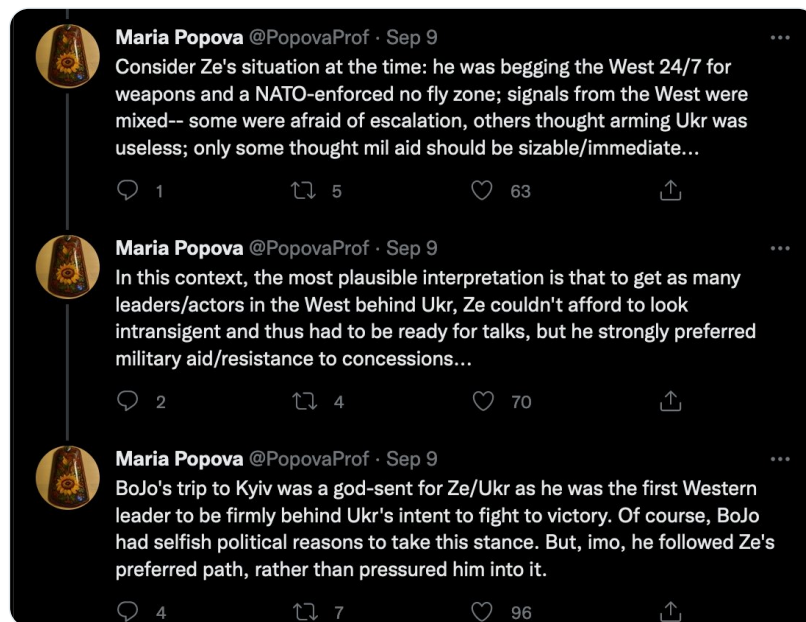 Maria Popova @PopovaProf · Sep 9
Consider Ze's situation at the time: he was begging the West 24/7 for
weapons and a NATO-enforced no fly zone; signals from the West were
mixed-- some were afraid of escalation, others thought arming Ukr was
useless; only some thought mil aid should be sizable/immediate...
1 5 63
Maria Popova @PopovaProf · Sep 9
In this context, the most plausible interpretation is that to get as many
leaders/actors in the West behind Ukr, Ze couldn't afford to look
intransigent and thus had to be ready for talks, but he strongly preferred
military aid/resistance to concessions...
2 4 70
Maria Popova @PopovaProf · Sep 9
BoJo's trip to Kyiv was a god-sent for Ze/Ukr as he was the first Western
leader to be firmly behind Ukr's intent to fight to victory. Of course, BoJo
had selfish political reasons to take this stance. But, imo, he followed Ze's
preferred path, rather than pressured him into it.
4 7 96